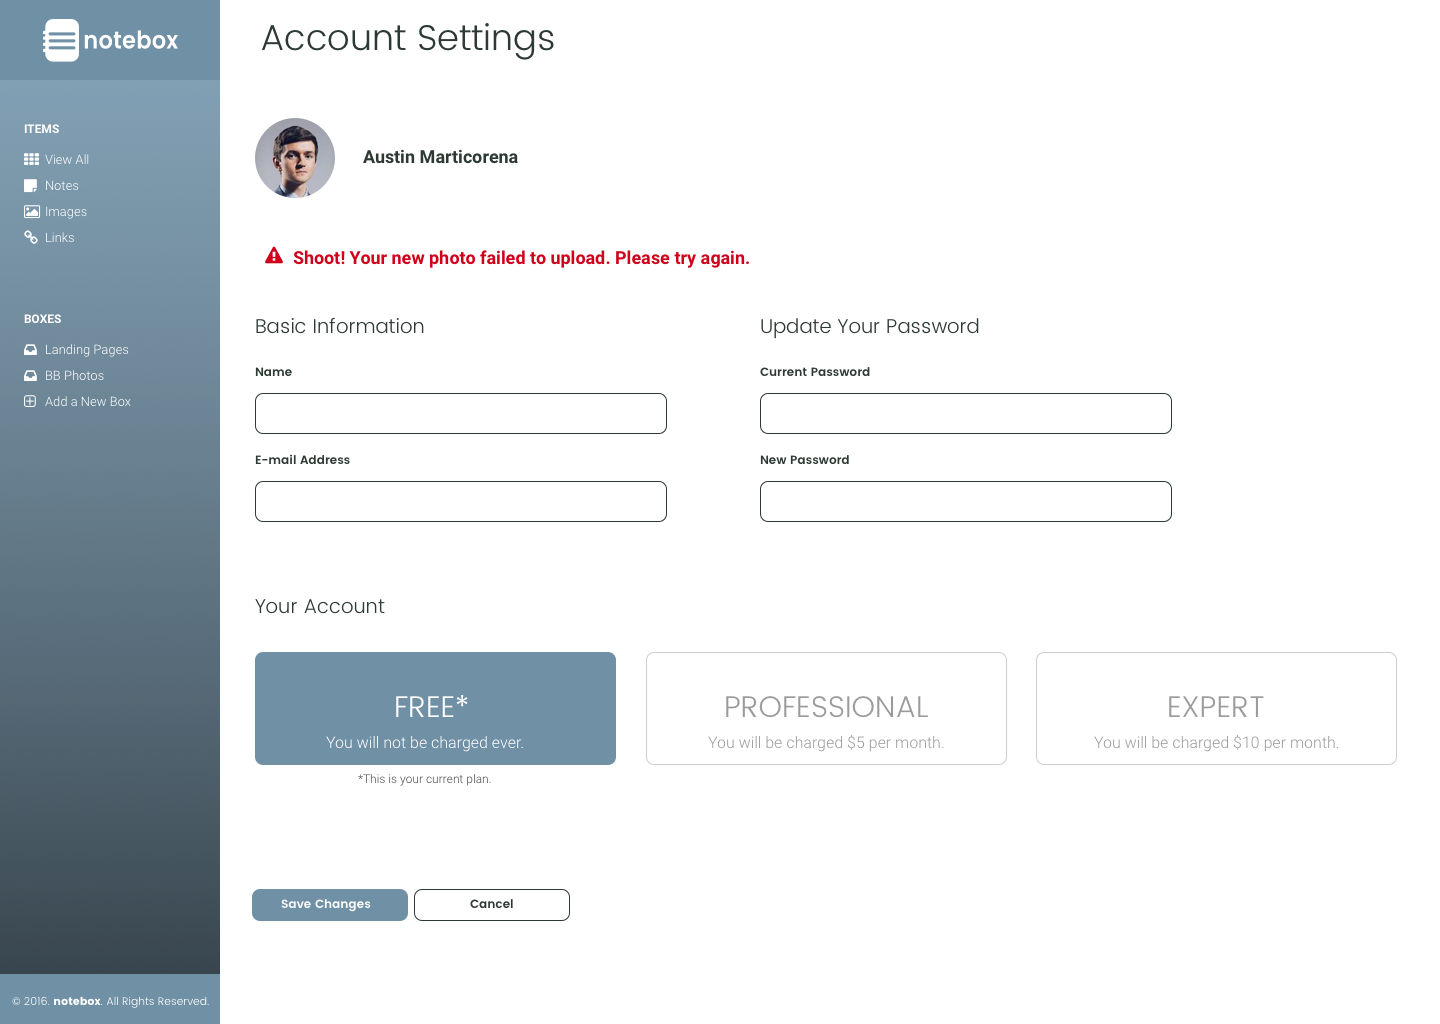 notebox
Account Settings
ITEMS
View All
Notes
Images
Links
BOXES
Landing Pages
BB Photos
Add a New Box
Austin Marticorena
Shoot! Your new photo failed to upload. Please try again.
Basic Information
Name
E-mail Address
Update Your Password
Current Password
New Password
Your Account
FREE*
You will not be charged ever.
*This is your current plan.
PROFESSIONAL
You will be charged $5 per month.
EXPERT
You will be charged $10 per month.
Save Changes
Cancel
© 2016. notebox. All Rights Reserved.